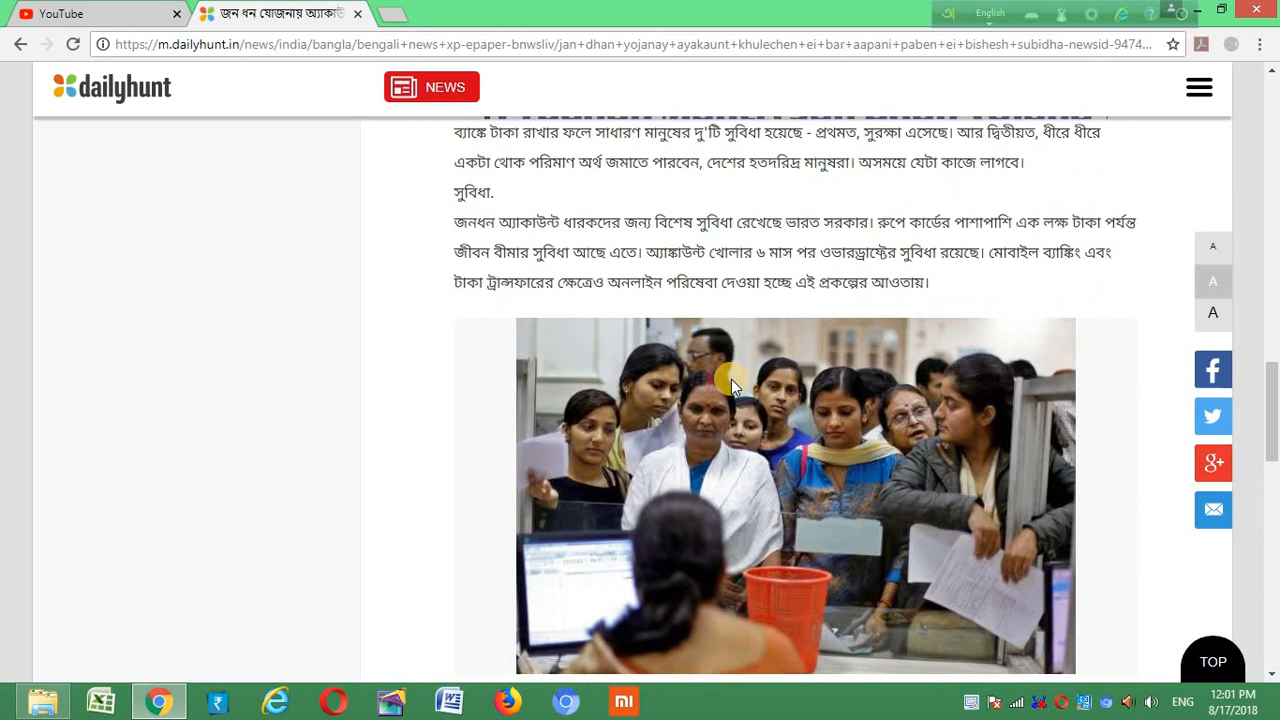 YouTube
জন ধন যোজনায় অ্যাকাউ
English
https://m.dailyhunt.in/news/india/bangla/bengali+news+xp-epaper-bnwsliv/jan+dhan+yojanay+ayakaunt+khulechen+ei+bar+aapani+paben+ei+bishesh+subidha-newsid-9474...
dailyhunt
NEWS
ব্যাঙ্কে টাকা রাখার ফলে সাধারণ মানুষের দু'টি সুবিধা হয়েছে - প্রথমত, সুরক্ষা এসেছে। আর দ্বিতীয়ত, ধীরে ধীরে
একটা থোক পরিমাণ অর্থ জমাতে পারবেন, দেশের হতদরিদ্র মানুষরা। অসময়ে যেটা কাজে লাগবে।
সুবিধা.
জনধন অ্যাকাউন্ট ধারকদের জন্য বিশেষ সুবিধা রেখেছে ভারত সরকার। রুপে কার্ডের পাশাপাশি এক লক্ষ টাকা পর্যন্ত
জীবন বীমার সুবিধা আছে এতে। অ্যাঙ্কাউন্ট খোলার ৬ মাস পর ওভারড্রাফ্টের সুবিধা রয়েছে। মোবাইল ব্যাঙ্কিং এবং
টাকা ট্রান্সফারের ক্ষেত্রেও অনলাইন পরিষেবা দেওয়া হচ্ছে এই প্রকল্পের আওতায়।
A
A
A
TOP
ENG
12:01 PM
8/17/2018